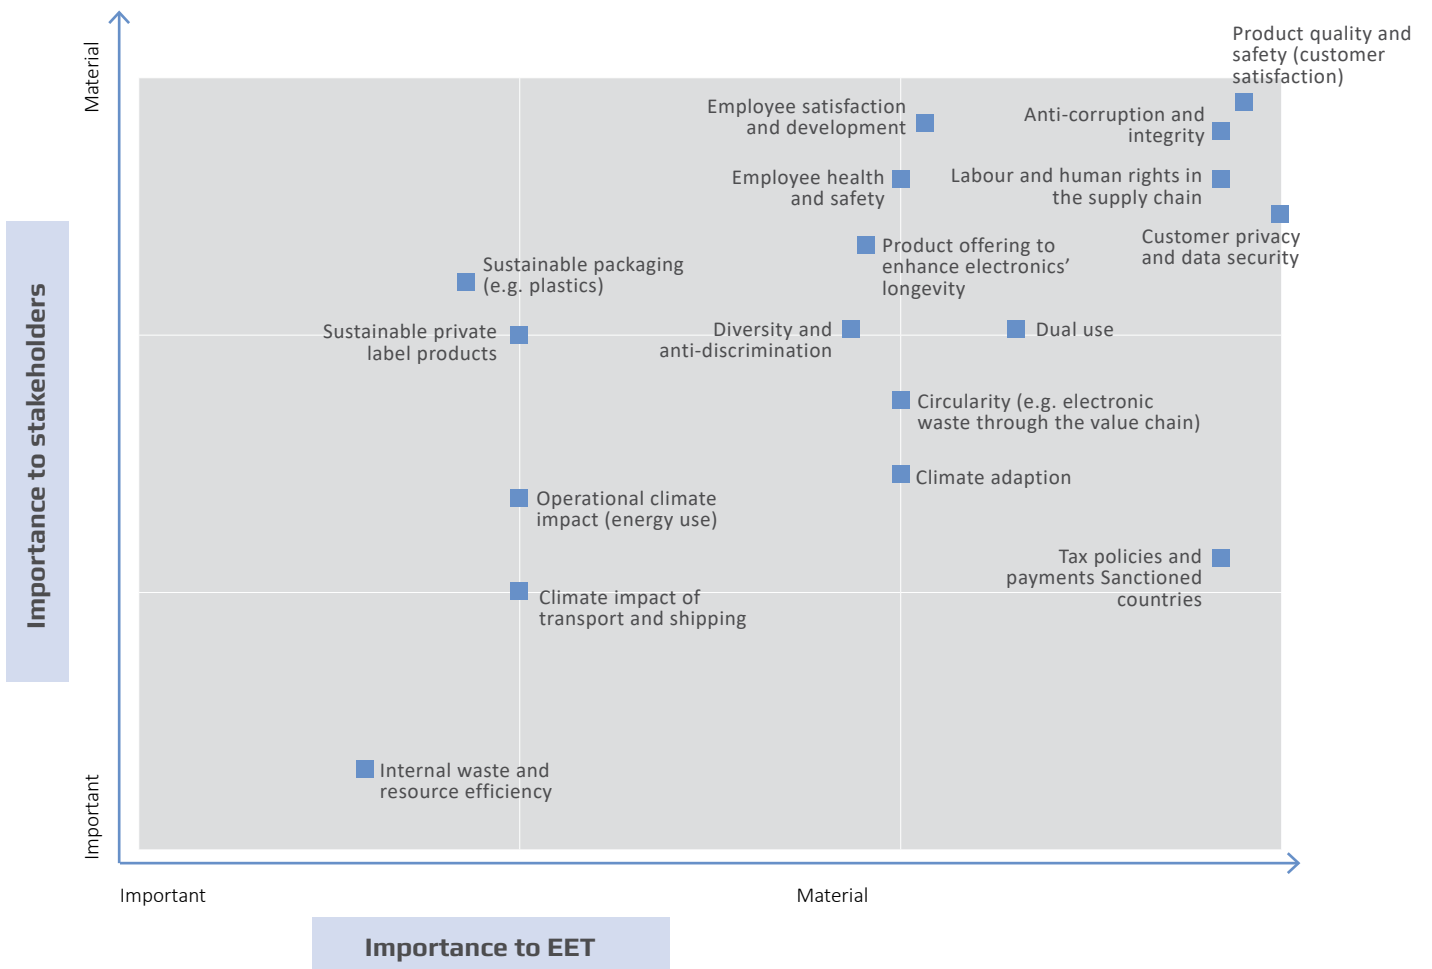 Product quality and
safety (customer
satisfaction)
Material
Employee satisfaction
and development
Anti-corruption and
integrity
Employee health
and safety
Labour and human rights in
the supply chain
Customer privacy
and data security
Product offering to
enhance electronics’
longevity
Sustainable packaging
(e.g. plastics)
Sustainable private
label products
Diversity and
anti-discrimination
Dual use
Importance to stakeholders
Circularity (e.g. electronic
waste through the value chain)
Climate adaption
Operational climate
impact (energy use)
Tax policies and
payments Sanctioned
countries
Climate impact of
transport and shipping
Internal waste and
resource efficiency
Important
Important
Material
Importance to EET